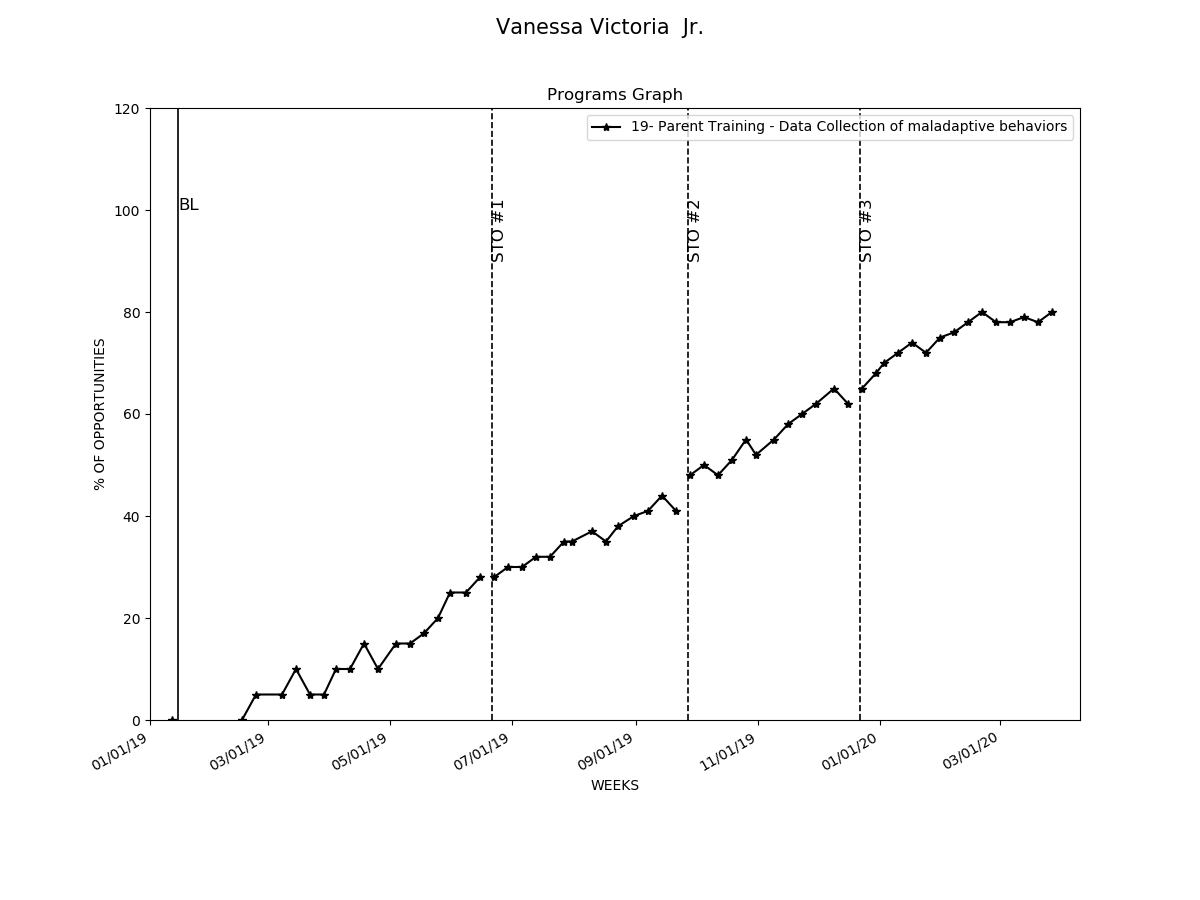 Vanessa Victoria  Jr.
Programs Graph
19- Parent Training - Data Collection of maladaptive behaviors
BL
STO #1
STO #2
STO #3
120
100
80
60
40
20
0
% OF OPPORTUNITIES
01/01/19
03/01/19
05/01/19
07/01/19
09/01/19
11/01/19
01/01/20
03/01/20
WEEKS